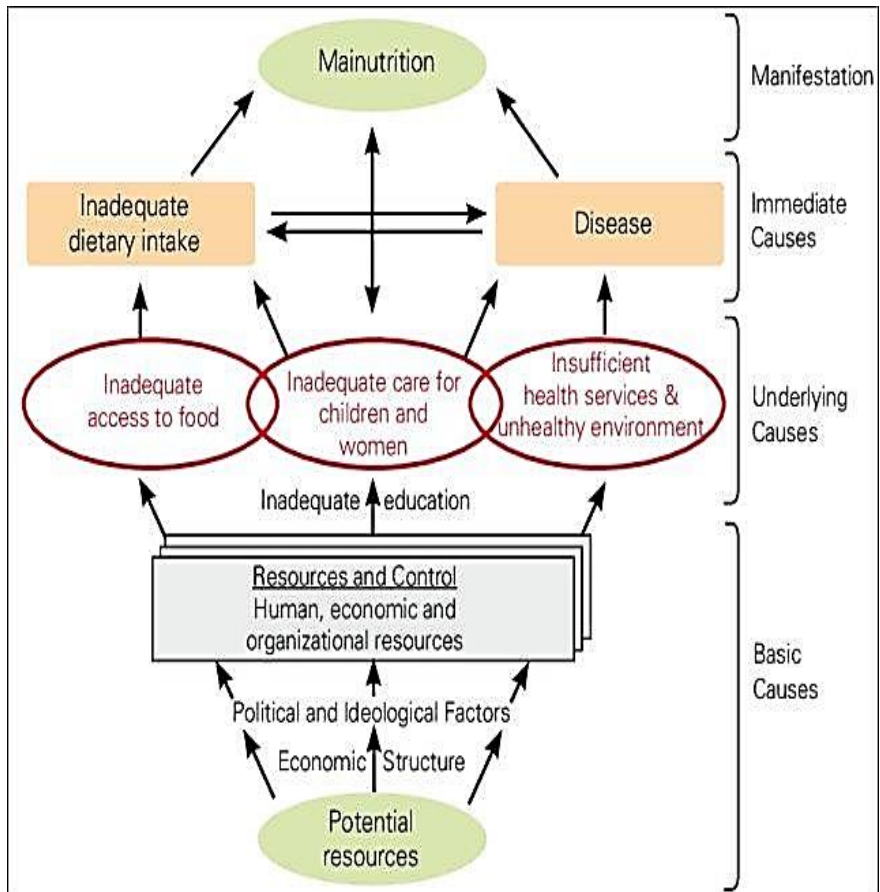 Mainutrition
Manifestation
Inadequate
dietary intake
Disease
Immediate
Causes
Inadequate
access to food
Inadequate care for
children and
women
Insufficient
health services &
unhealthy environment
Underlying
Causes
Inadequate education
Resources and Control
Human, economic and
organizational resources
Basic
Causes
Political and Ideological Factors
Economic Structure
Potential
resources